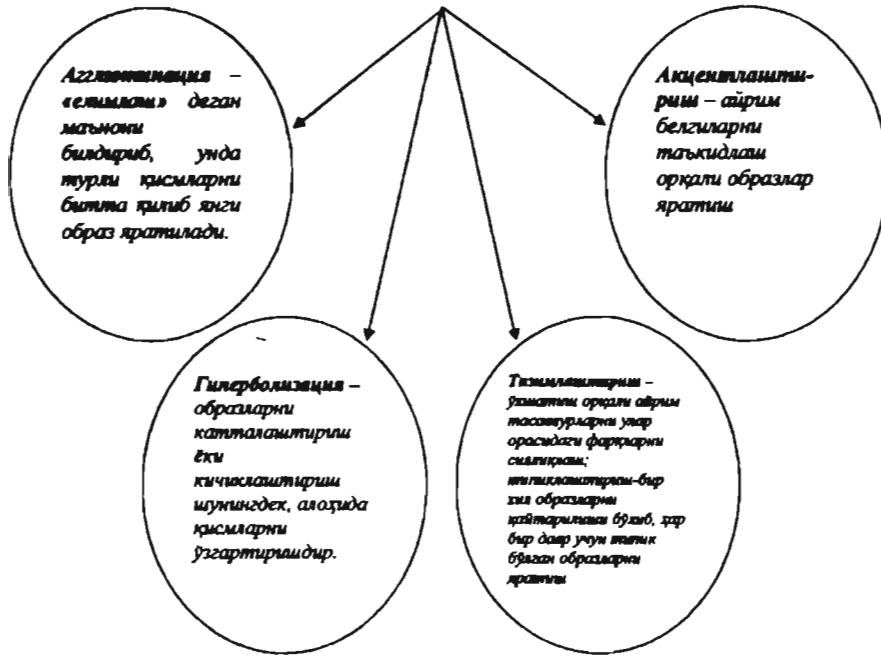 Агглютинация –
«елимлаш» деган
маънони
билдириб, унда
турли қисмларни
битта қилиб янги
образ яратилади.
Акцентлашти-
риш – айрим
белгиларни
таъкидлаш
орқали образлар
яратиш
Гиперболизация –
образларни
катталаштириш
ёки
кичиклаштириш
шунингдек, алоҳида
қисмларни
ўзгартиришдир.
Тизимлаштириш –
ўхшатиш орқали айрим
тасаввурларни улар
орасидаги фарқларни
силлиқлаш;
типиклаштириш-бир
хил образларни
қайтарилиши бўлиб, ҳар
бир давр учун типик
бўлган образларни
яратиш